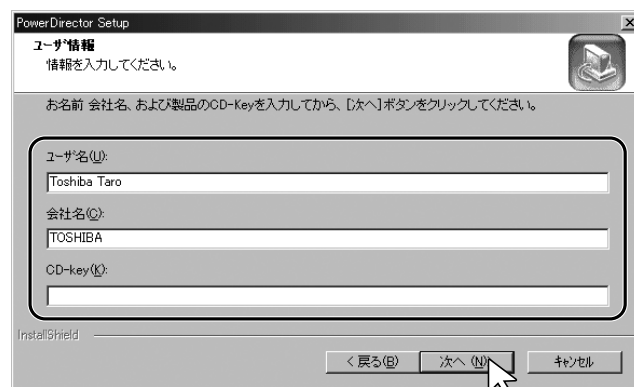 PowerDirector Setup
ユーザ情報
情報を入力してください。
お名前 会社名、および製品のCD-Keyを入力してから、[次へ]ボタンをクリックしてください。
ユーザ名(U):
Toshiba Taro
会社名(C):
TOSHIBA
CD-key(K):
InstallShield
< 戻る(B)
次へ (N)
キャンセル